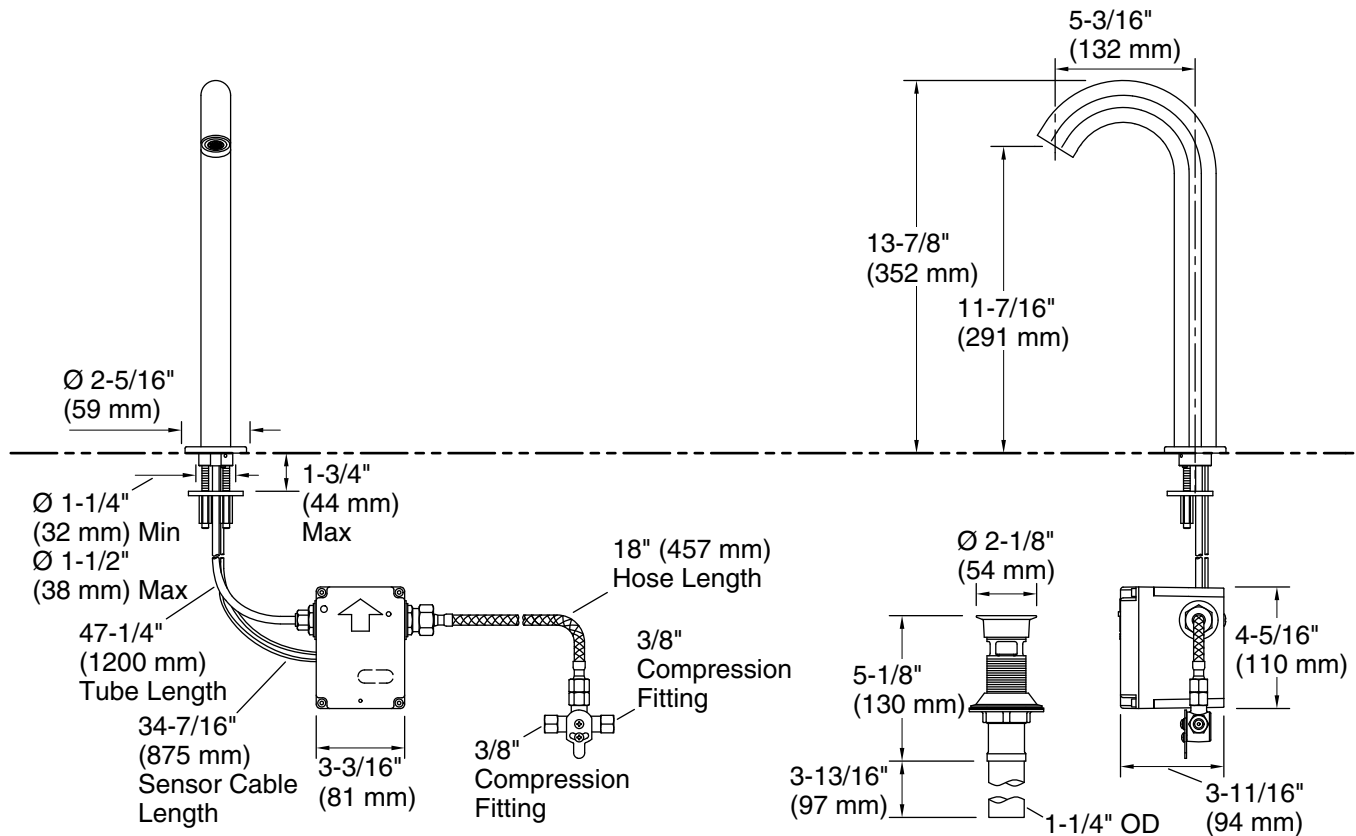 5-3/16"
(132 mm)
13-7/8"
(352 mm)
11-7/16"
(291 mm)
Ø 2-5/16"
(59 mm)
Ø 1-1/4"
(32 mm) Min
Ø 1-1/2"
(38 mm) Max
1-3/4"
(44 mm)
Max
47-1/4"
(1200 mm)
Tube Length
34-7/16"
(875 mm)
Sensor Cable
Length
3-3/16"
(81 mm)
18" (457 mm)
Hose Length
3/8"
Compression
Fitting
3/8"
Compression
Fitting
Ø 2-1/8"
(54 mm)
5-1/8"
(130 mm)
3-13/16"
(97 mm)
1-1/4" OD
4-5/16"
(110 mm)
3-11/16"
(94 mm)